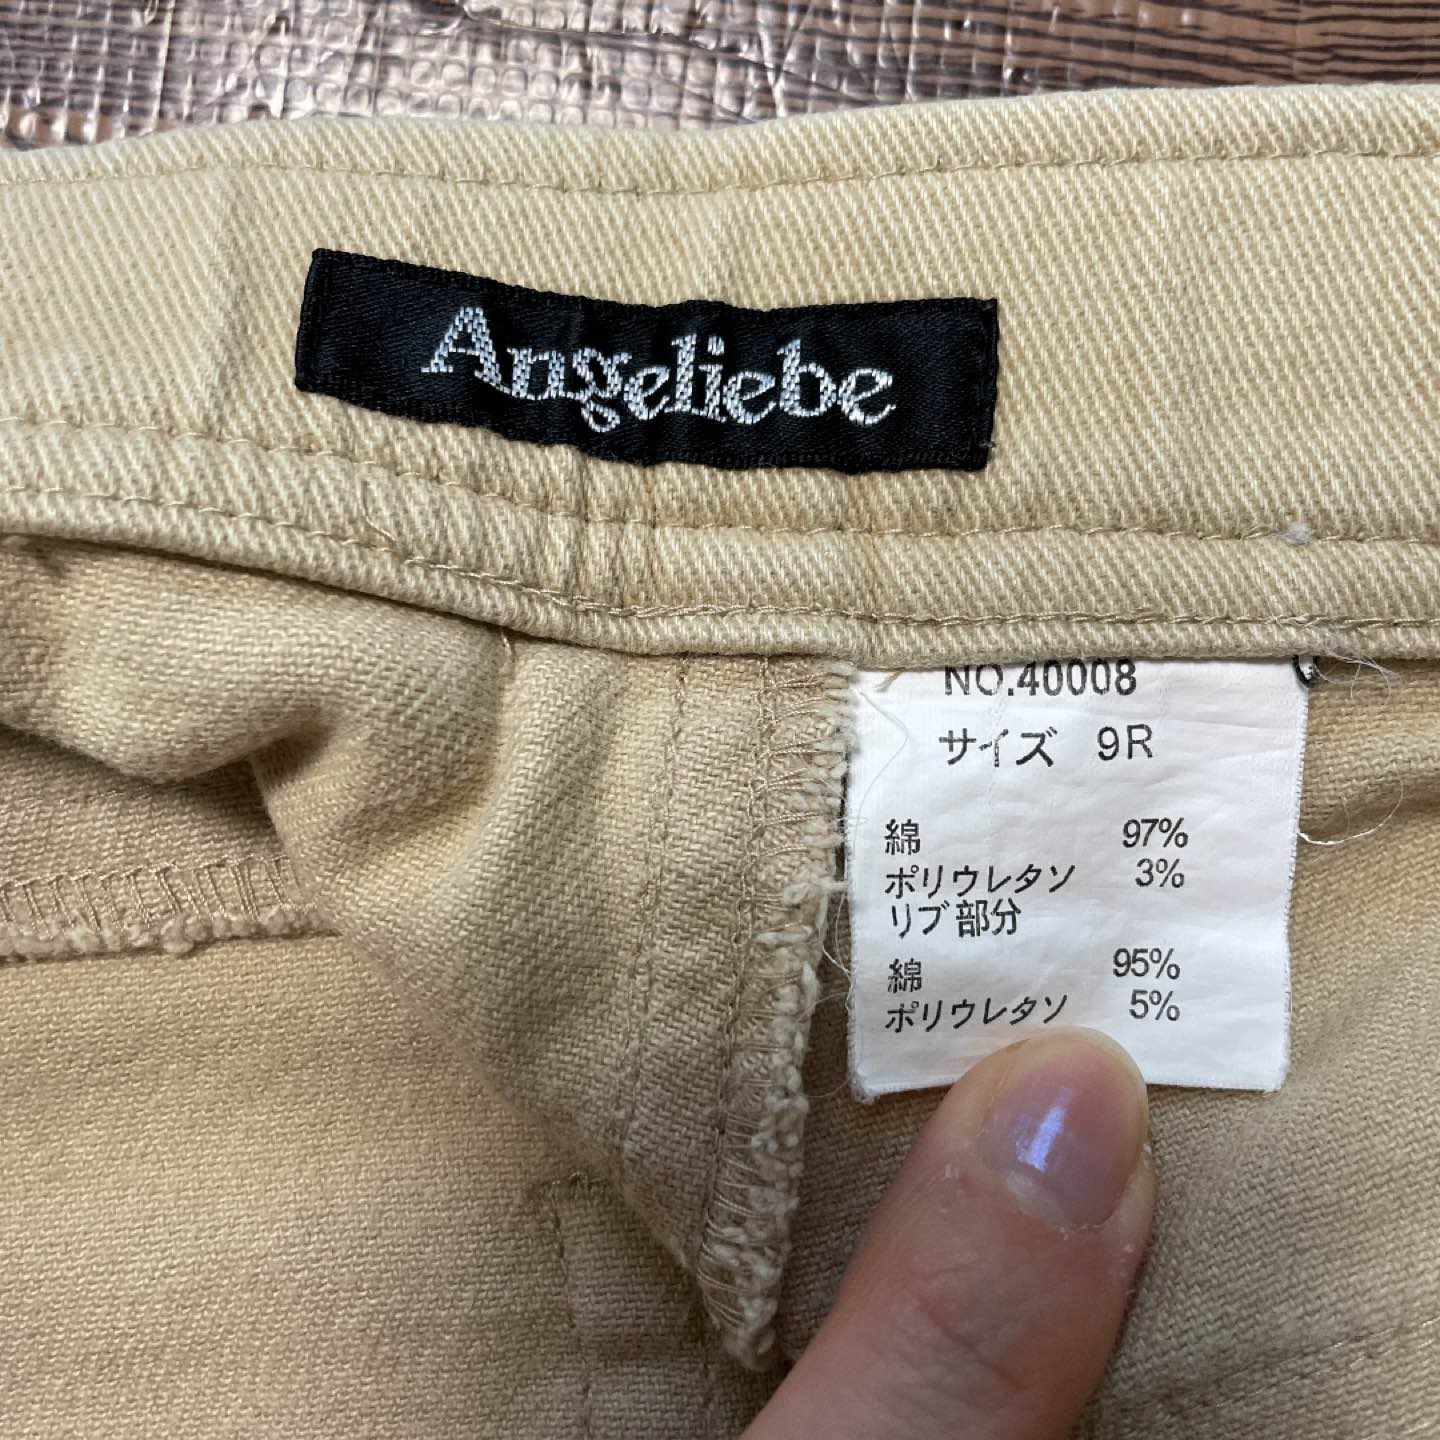 Angeliebe
NO.40008
サイズ 9R
綿 97%
ポリウレタン 3%
リブ部分
綿 95%
ポリウレタン 5%